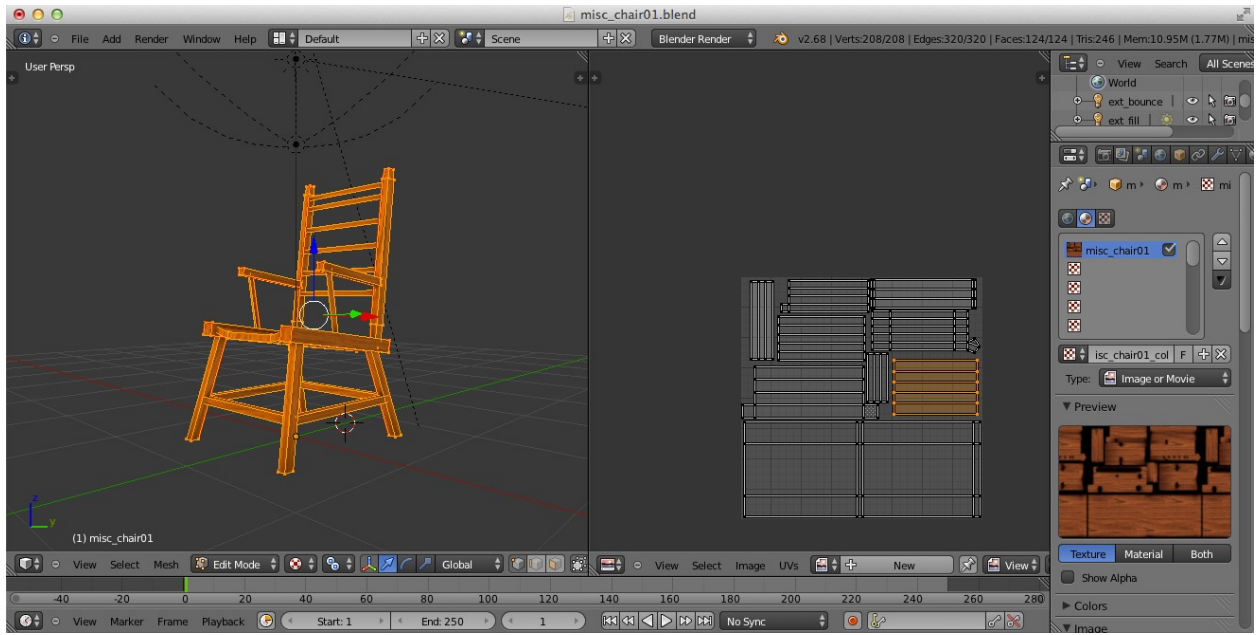 misc_chair01.blend
File Add Render Window Help Default Scene Blender Render v2.68 | Verts:208/208 | Edges:320/320 | Faces:124/124 | Tris:246 | Mem:10.95M (1.77M) | mis
User Persp
View Search All Scenes
World
ext_bounce
ext_fill
m m mi
misc_chair01
isc_chair01_col F
Type: Image or Movie
Preview
z
y
(1) misc_chair01
Texture Material Both
Show Alpha
Colors
Image
View Select Mesh Edit Mode Global View Select Image UVs New View
-40 -20 0 20 40 60 80 100 120 140 160 180 200 220 240 260 280
View Marker Frame Playback Start: 1 End: 250 1 No Sync